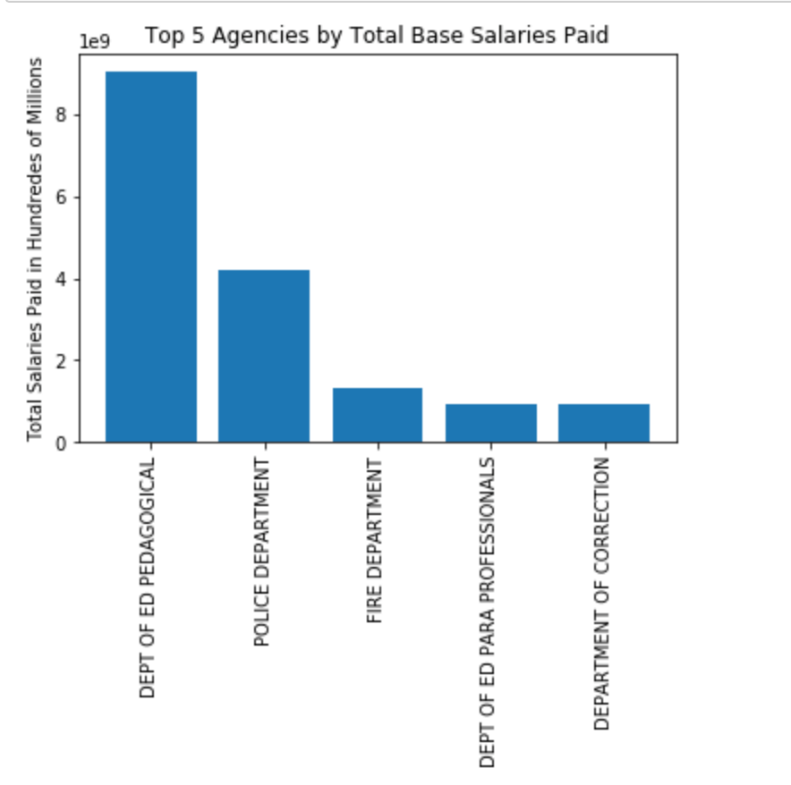 Top 5 Agencies by Total Base Salaries Paid
1e9
Total Salaries Paid in Hundredes of Millions
8
6
4
2
0
DEPT OF ED PEDAGOGICAL
POLICE DEPARTMENT
FIRE DEPARTMENT
DEPT OF ED PARA PROFESSIONALS
DEPARTMENT OF CORRECTION